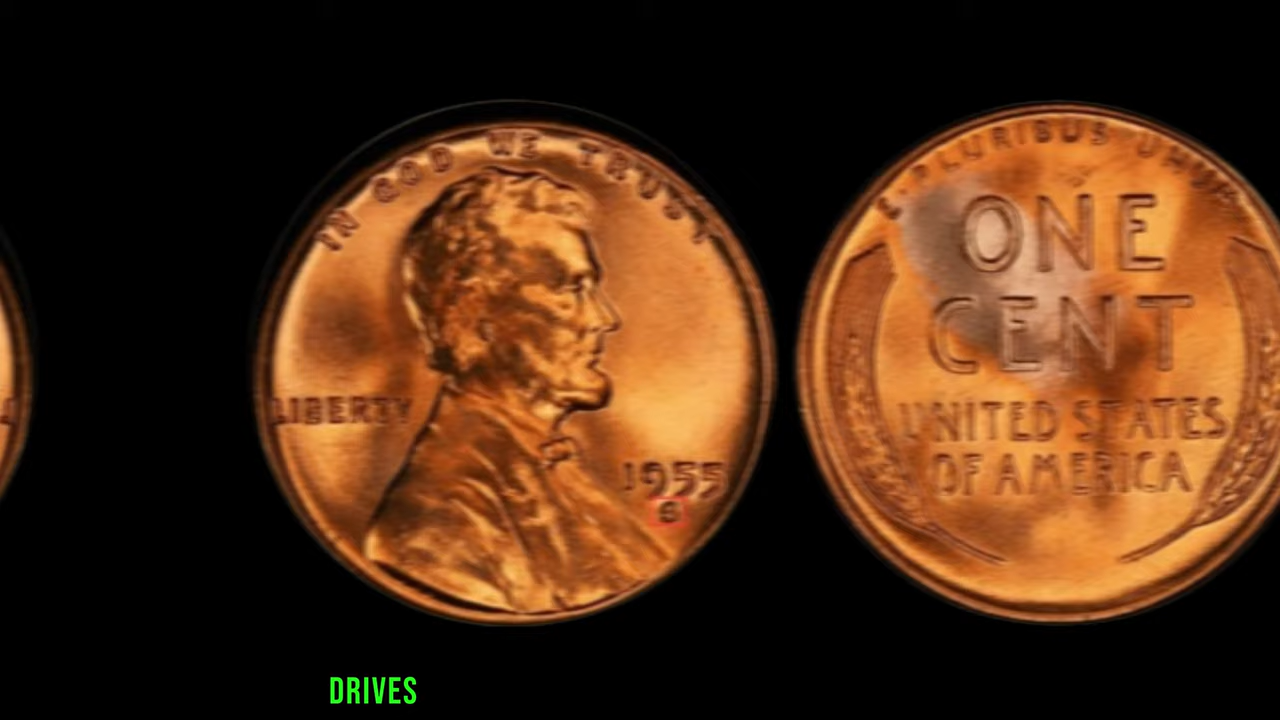 IN GOD WE TRUST
LIBERTY
1955
S
E·PLURIBUS UNUM
ONE
CENT
UNITED STATES
OF AMERICA
DRIVES